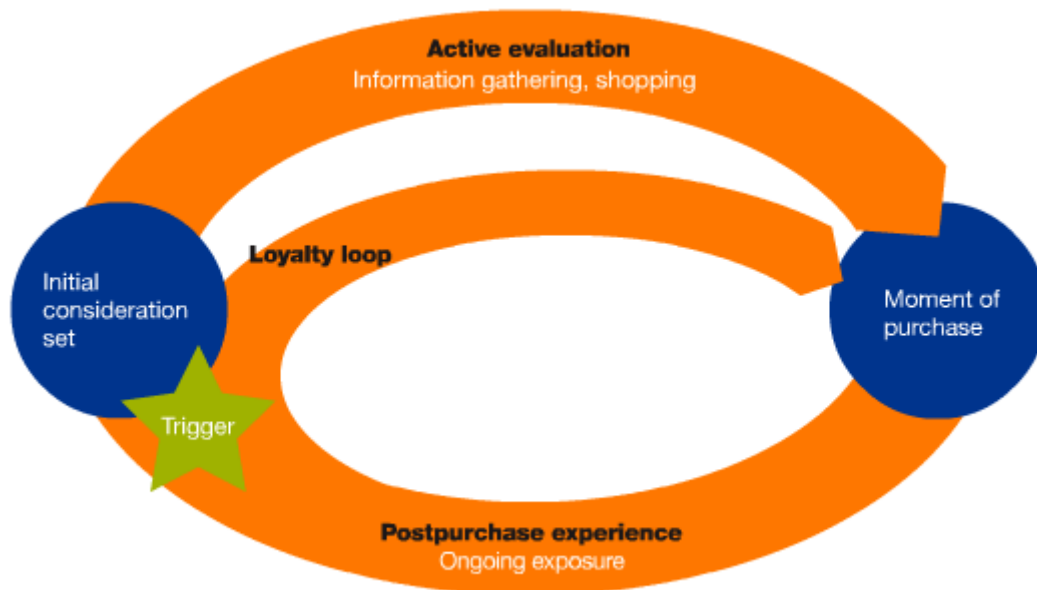 Active evaluation
Information gathering, shopping
Loyalty loop
Initial
consideration
set
Moment of
purchase
Trigger
Postpurchase experience
Ongoing exposure